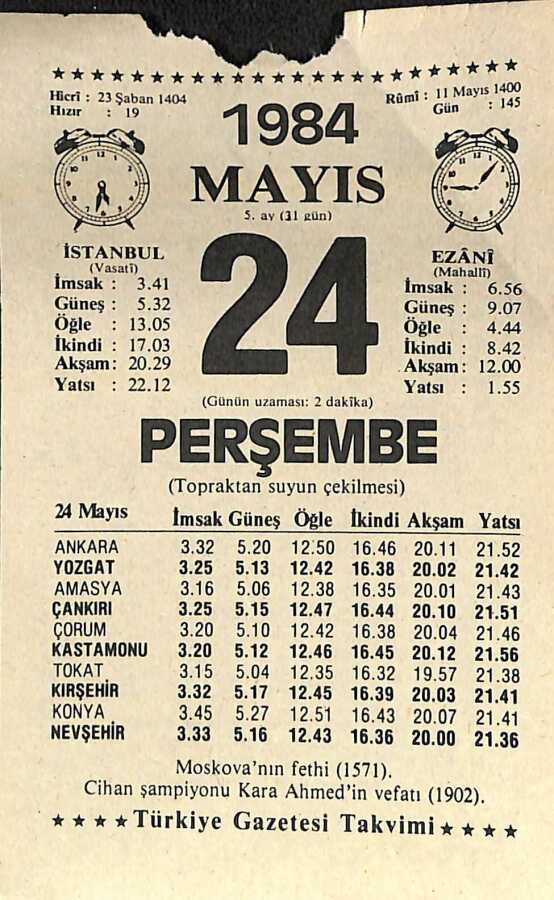 Hicrî : 23 Şaban 1404
Hızır : 19
Rûmî : 11 Mayıs 1400
Gün : 145
1984
MAYIS
5. ay (31 gün)
24
İSTANBUL
(Vasatî)
İmsak : 3.41
Güneş : 5.32
Öğle : 13.05
İkindi : 17.03
Akşam: 20.29
Yatsı : 22.12
EZÂNÎ
(Mahallî)
İmsak : 6.56
Güneş : 9.07
Öğle : 4.44
İkindi : 8.42
Akşam: 12.00
Yatsı : 1.55
(Günün uzaması: 2 dakîka)
PERŞEMBE
(Topraktan suyun çekilmesi)
24 Mayıs İmsak Güneş Öğle İkindi Akşam Yatsı
ANKARA 3.32 5.20 12.50 16.46 20.11 21.52
YOZGAT 3.25 5.13 12.42 16.38 20.02 21.42
AMASYA 3.16 5.06 12.38 16.35 20.01 21.43
ÇANKIRI 3.25 5.15 12.47 16.44 20.10 21.51
ÇORUM 3.20 5.10 12.42 16.38 20.04 21.46
KASTAMONU 3.20 5.12 12.46 16.45 20.12 21.56
TOKAT 3.15 5.04 12.35 16.32 19.57 21.38
KIRŞEHİR 3.32 5.17 12.45 16.39 20.03 21.41
KONYA 3.45 5.27 12.51 16.43 20.07 21.41
NEVŞEHİR 3.33 5.16 12.43 16.36 20.00 21.36
Moskova'nın fethi (1571).
Cihan şampiyonu Kara Ahmed'in vefatı (1902).
★ ★ ★ ★ Türkiye Gazetesi Takvimi ★ ★ ★ ★